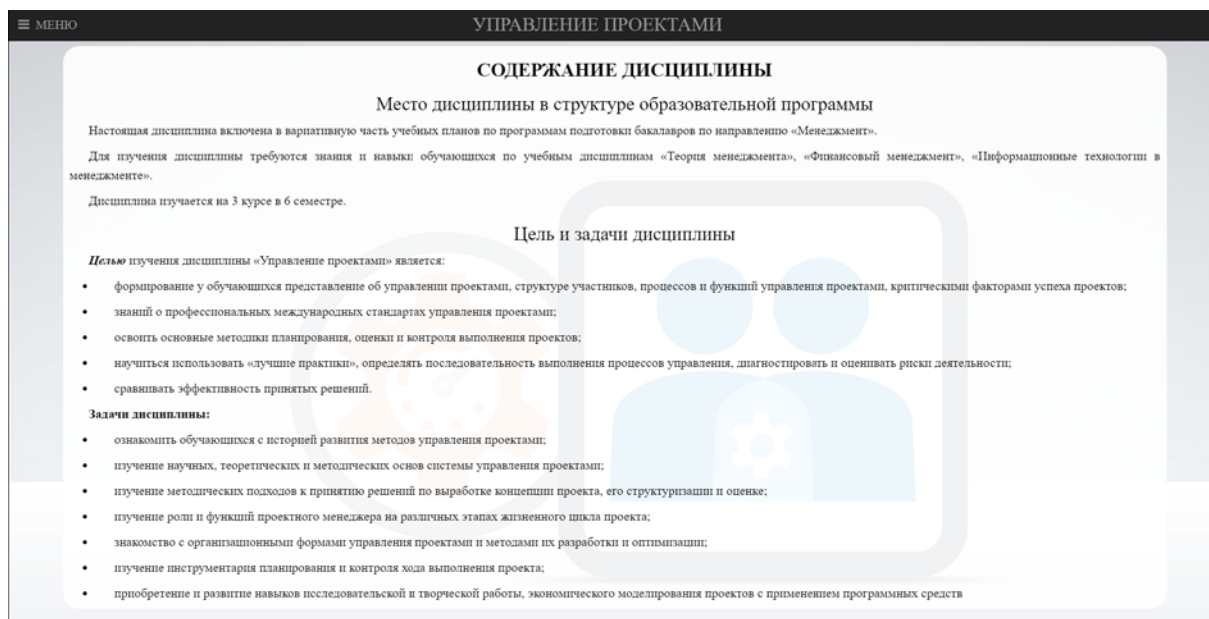 ≡ МЕНЮ
УПРАВЛЕНИЕ ПРОЕКТАМИ
СОДЕРЖАНИЕ ДИСЦИПЛИНЫ
Место дисциплины в структуре образовательной программы
Настоящая дисциплина включена в вариативную часть учебных планов по программам подготовки бакалавров по направлению «Менеджмент».
Для изучения дисциплины требуются знания и навыки обучающихся по учебным дисциплинам «Теория менеджмента», «Финансовый менеджмент», «Информационные технологии в
менеджменте».
Дисциплина изучается на 3 курсе в 6 семестре.
Цель и задачи дисциплины
Целью изучения дисциплины «Управление проектами» является:
• формирование у обучающихся представление об управлении проектами, структуре участников, процессов и функций управления проектами, критическими факторами успеха проектов;
• знаний о профессиональных международных стандартах управления проектами;
• освоить основные методики планирования, оценки и контроля выполнения проектов;
• научиться использовать «лучшие практики», определять последовательность выполнения процессов управления, диагностировать и оценивать риски деятельности;
• сравнивать эффективность принятых решений.
Задачи дисциплины:
• ознакомить обучающихся с историей развития методов управления проектами;
• изучение научных, теоретических и методических основ системы управления проектами;
• изучение методических подходов к принятию решений по выработке концепции проекта, его структуризации и оценке;
• изучение роли и функций проектного менеджера на различных этапах жизненного цикла проекта;
• знакомство с организационными формами управления проектами и методами их разработки и оптимизации;
• изучение инструментария планирования и контроля хода выполнения проекта;
• приобретение и развитие навыков исследовательской и творческой работы, экономического моделирования проектов с применением программных средств